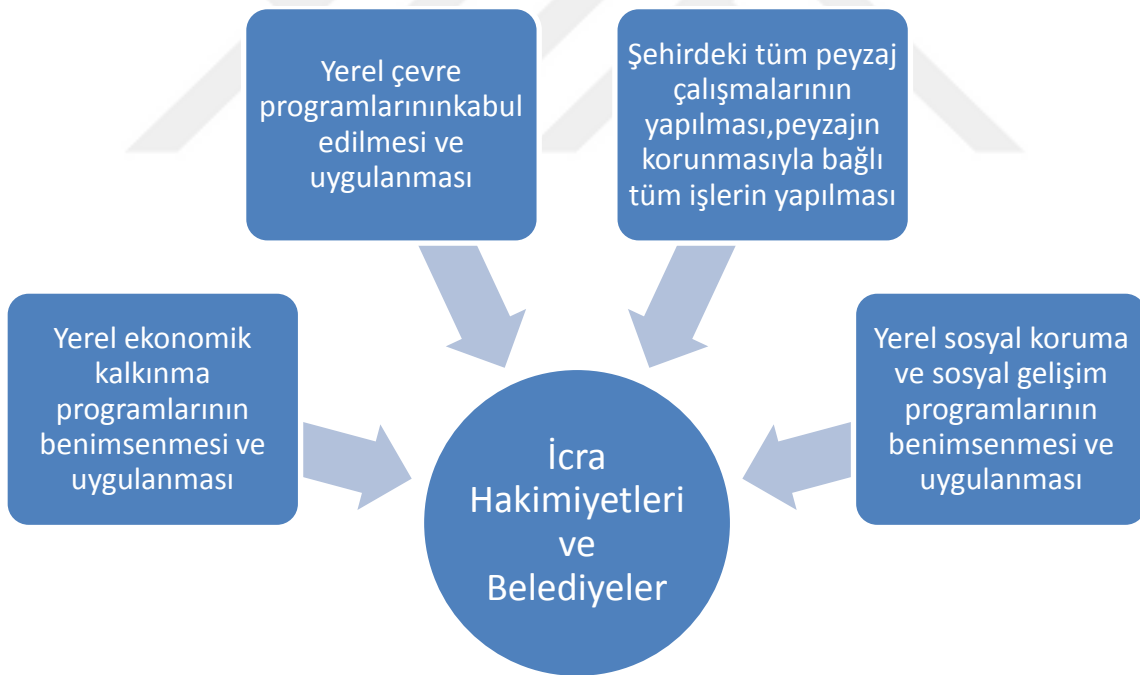 Yerel çevre
programlarınınkabul
edilmesi ve
uygulanması
Şehirdeki tüm peyzaj
çalışmalarının
yapılması,peyzajın
korunmasıyla bağlı
tüm işlerin yapılması
Yerel ekonomik
kalkınma
programlarının
benimsenmesi ve
uygulanması
Yerel sosyal koruma
ve sosyal gelişim
programlarının
benimsenmesi ve
uygulanması
İcra
Hakimiyetleri
ve
Belediyeler